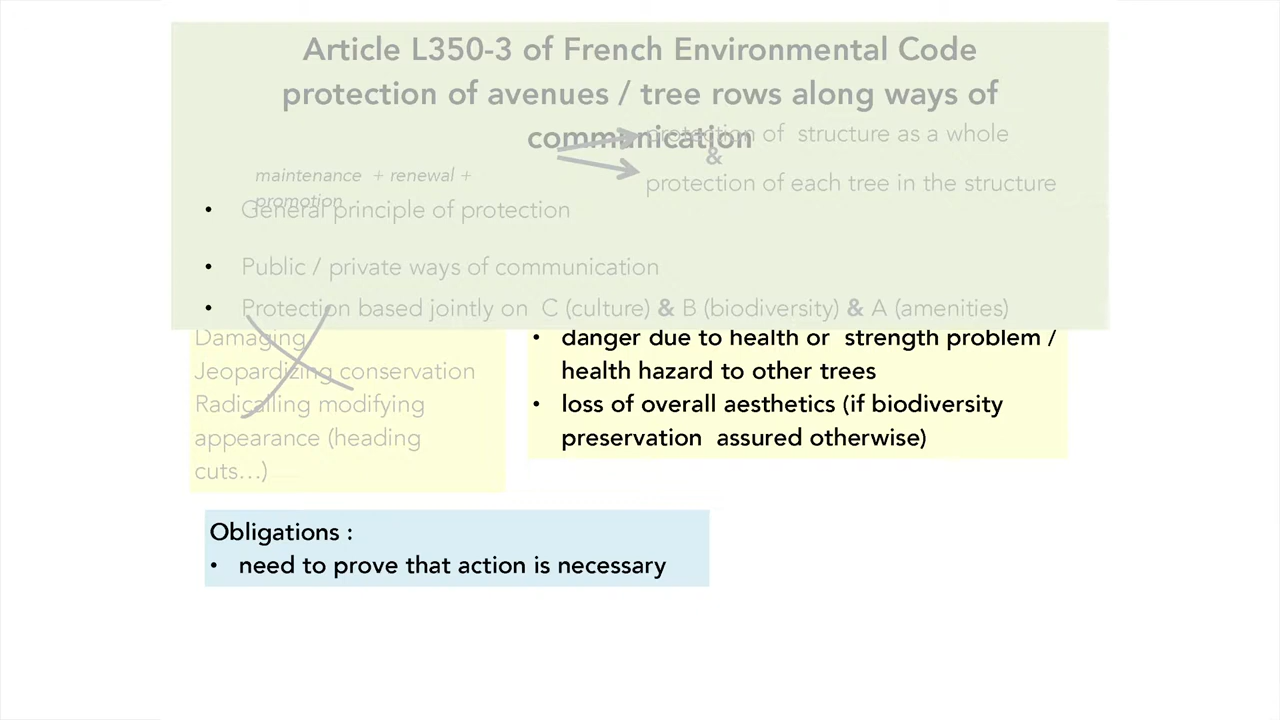 Article L350-3 of French Environmental Code
protection of avenues / tree rows along ways of
communication
protection of structure as a whole
&
maintenance + renewal +
promotion
protection of each tree in the structure
• General principle of protection
• Public / private ways of communication
• Protection based jointly on C (culture) & B (biodiversity) & A (amenities)
Damaging
Jeopardizing conservation
Radicalling modifying
appearance (heading
cuts…)
• danger due to health or strength problem /
health hazard to other trees
• loss of overall aesthetics (if biodiversity
preservation assured otherwise)
Obligations :
• need to prove that action is necessary